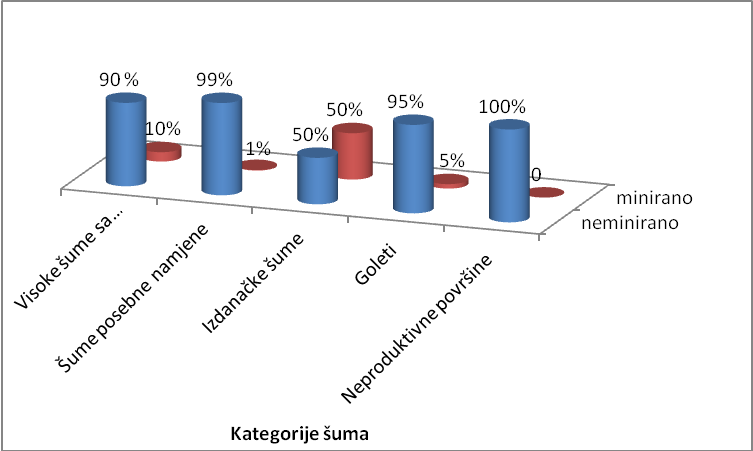 90 %
99%
50%
95%
100%
10%
1%
50%
5%
0
minirano
neminirano
Visoke šume sa...
Šume posebne namjene
Izdanačke šume
Goleti
Neproduktivne površine
Kategorije šuma